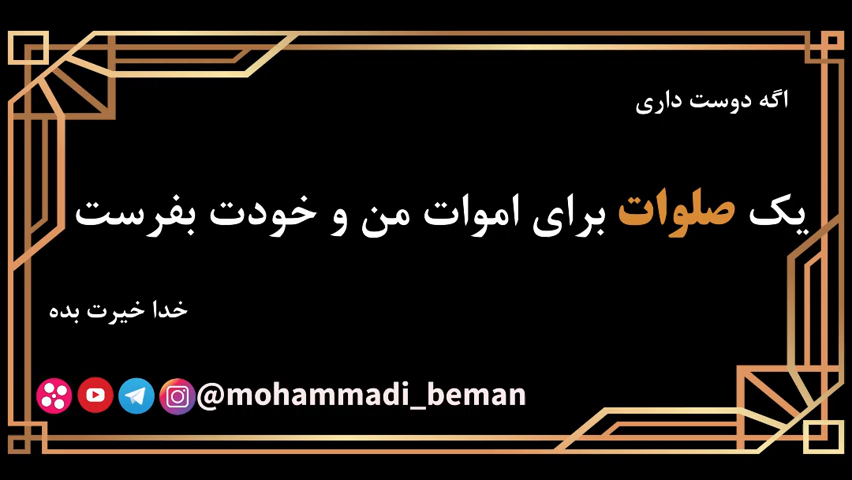 اگه دوست داری
یک صلوات برای اموات من و خودت بفرست
خدا خیرت بده
@mohammadi_beman